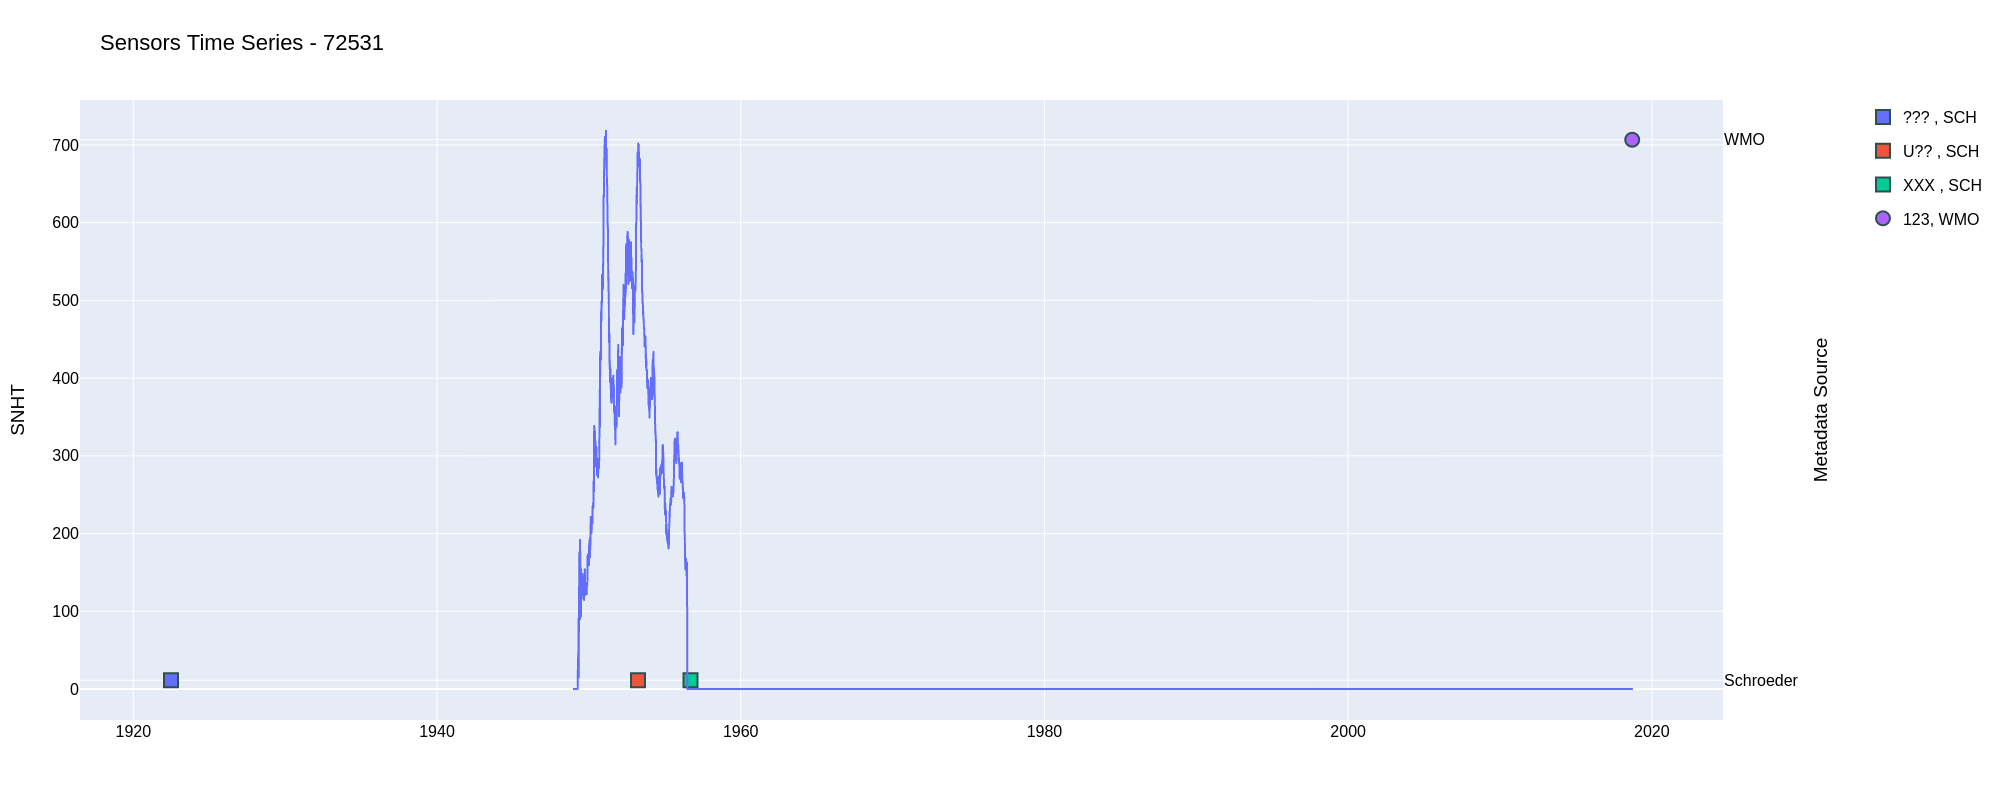 Sensors Time Series - 72531
SNHT
700
600
500
400
300
200
100
0
1920
1940
1960
1980
2000
2020
WMO
Schroeder
Metadata Source
??? , SCH
U?? , SCH
XXX , SCH
123, WMO